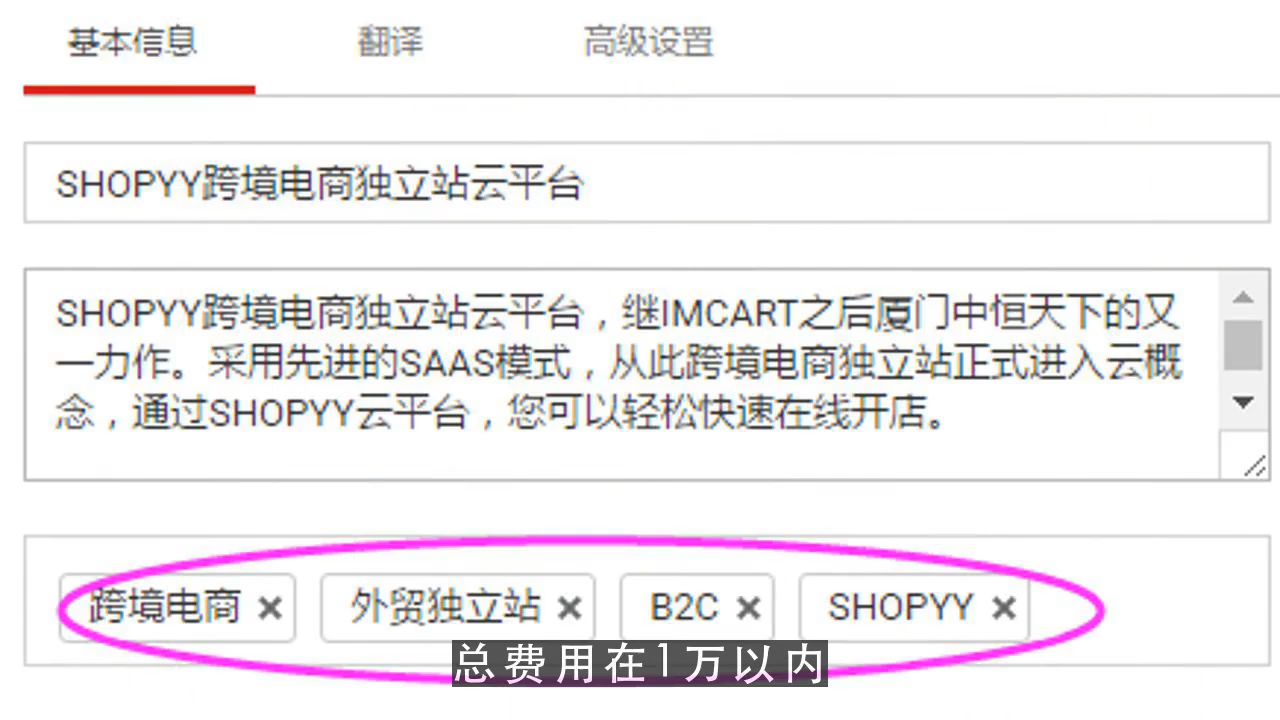 基本信息 翻译 高级设置
SHOPYY跨境电商独立站云平台
SHOPYY跨境电商独立站云平台，继IMCART之后厦门中恒天下的又
一力作。采用先进的SAAS模式，从此跨境电商独立站正式进入云概
念，通过SHOPYY云平台，您可以轻松快速在线开店。
跨境电商 外贸独立站 B2C SHOPYY
总费用在1万以内